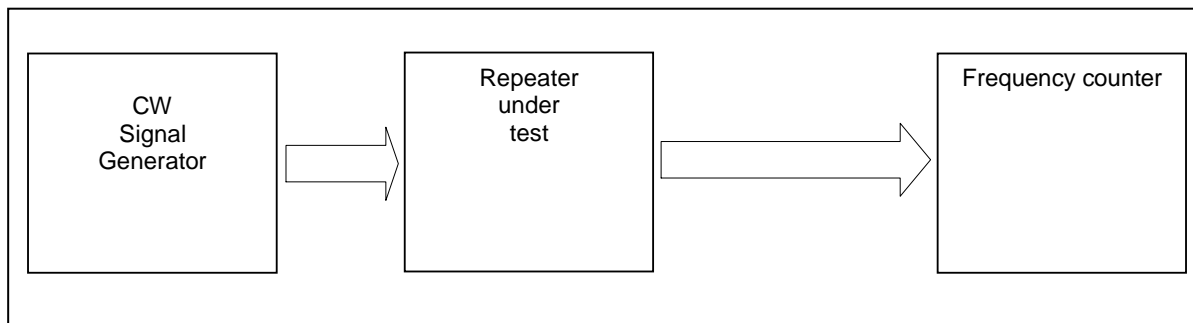 CW
Signal
Generator
Repeater
under
test
Frequency counter